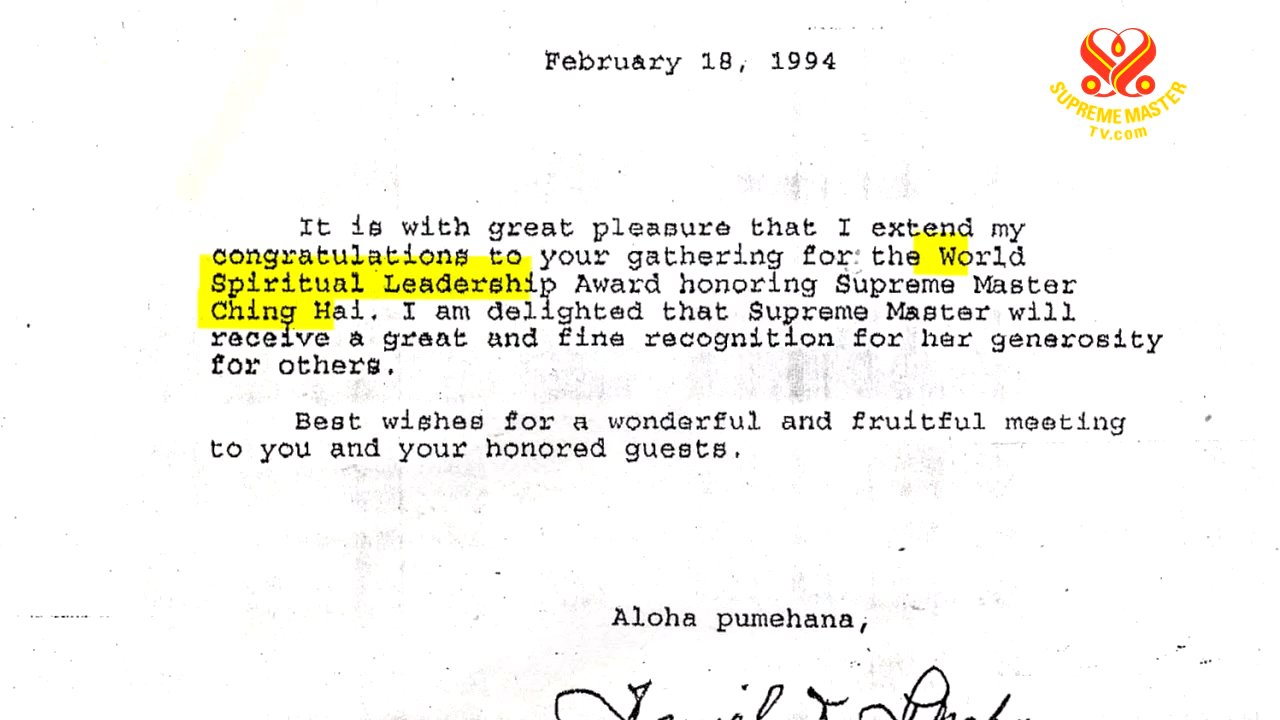 February 18, 1994
SUPREME MASTER
TV.com
It is with great pleasure that I extend my
congratulations to your gathering for the World
Spiritual Leadership Award honoring Supreme Master
Ching Hai. I am delighted that Supreme Master will
receive a great and fine recognition for her generosity
for others.
Best wishes for a wonderful and fruitful meeting
to you and your honored guests.
Aloha pumehana,